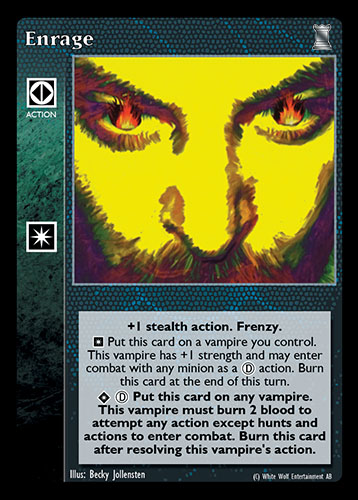 Enrage
ACTION
+1 stealth action. Frenzy.
Put this card on a vampire you control.
This vampire has +1 strength and may enter
combat with any minion as a Ⓓ action. Burn
this card at the end of this turn.
Ⓓ Put this card on any vampire.
This vampire must burn 2 blood to
attempt any action except hunts and
actions to enter combat. Burn this card
after resolving this vampire's action.
Illus: Becky Jollensten
(C) White Wolf Entertainment AB